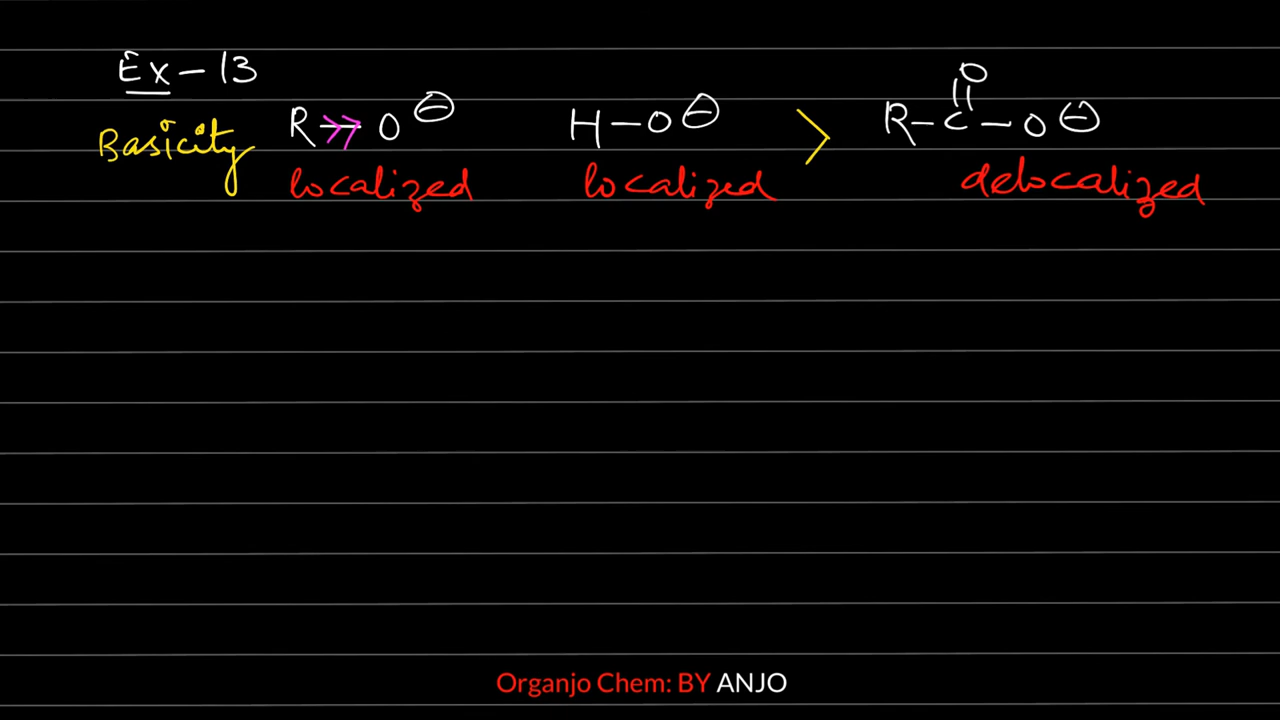 Ex-13
Basicity R->>O⊖ H-O⊖ > R-C(=O)-O⊖
localized localized delocalized
Organjo Chem: BY ANJO